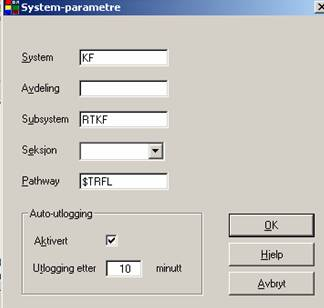 System-parametre
System KF
Avdeling
Subsystem RTKF
Seksjon
Pathway $TRFL
Auto-utlogging
Aktivert
Utlogging etter 10 minutt
OK
Hjelp
Avbryt